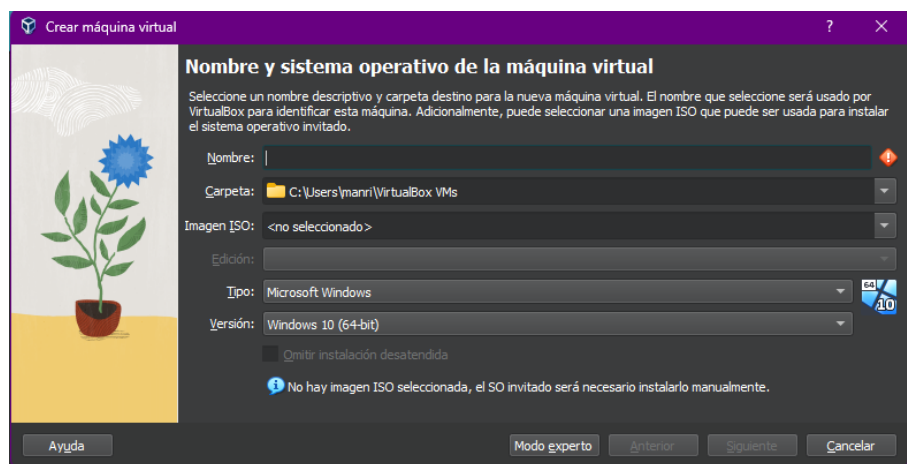 Crear máquina virtual
?
Nombre y sistema operativo de la máquina virtual
Seleccione un nombre descriptivo y carpeta destino para la nueva máquina virtual. El nombre que seleccione será usado por
VirtualBox para identificar esta máquina. Adicionalmente, puede seleccionar una imagen ISO que puede ser usada para instalar
el sistema operativo invitado.
Nombre:
Carpeta: C:\Users\manri\VirtualBox VMs
Imagen ISO: <no seleccionado>
Edición:
Tipo: Microsoft Windows
64
10
Versión: Windows 10 (64-bit)
Omitir instalación desatendida
No hay imagen ISO seleccionada, el SO invitado será necesario instalarlo manualmente.
Ayuda Modo experto Anterior Siguiente Cancelar